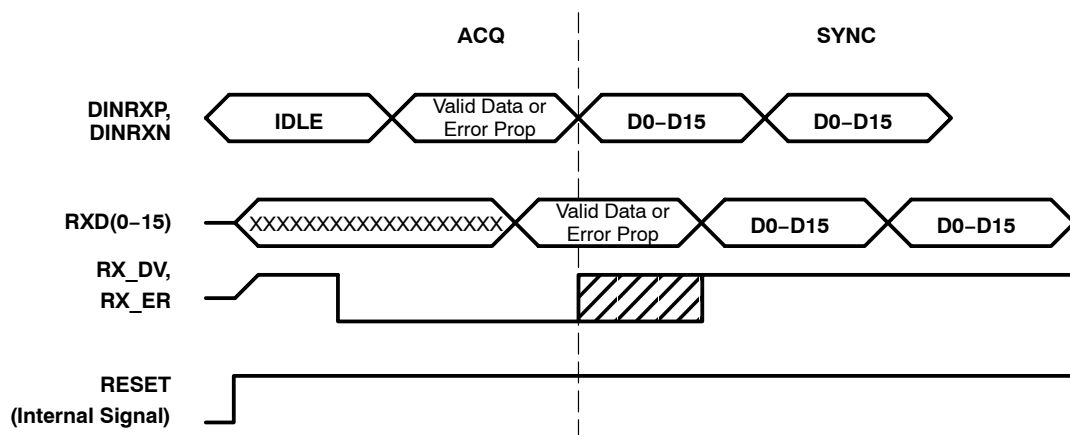 ACQ SYNC
DINRXP,
DINRXN
IDLE
Valid Data or
Error Prop
D0−D15
D0−D15
RXD(0−15)
XXXXXXXXXXXXXXXXXXX
Valid Data or
Error Prop
D0−D15
D0−D15
RX_DV,
RX_ER
RESET
(Internal Signal)